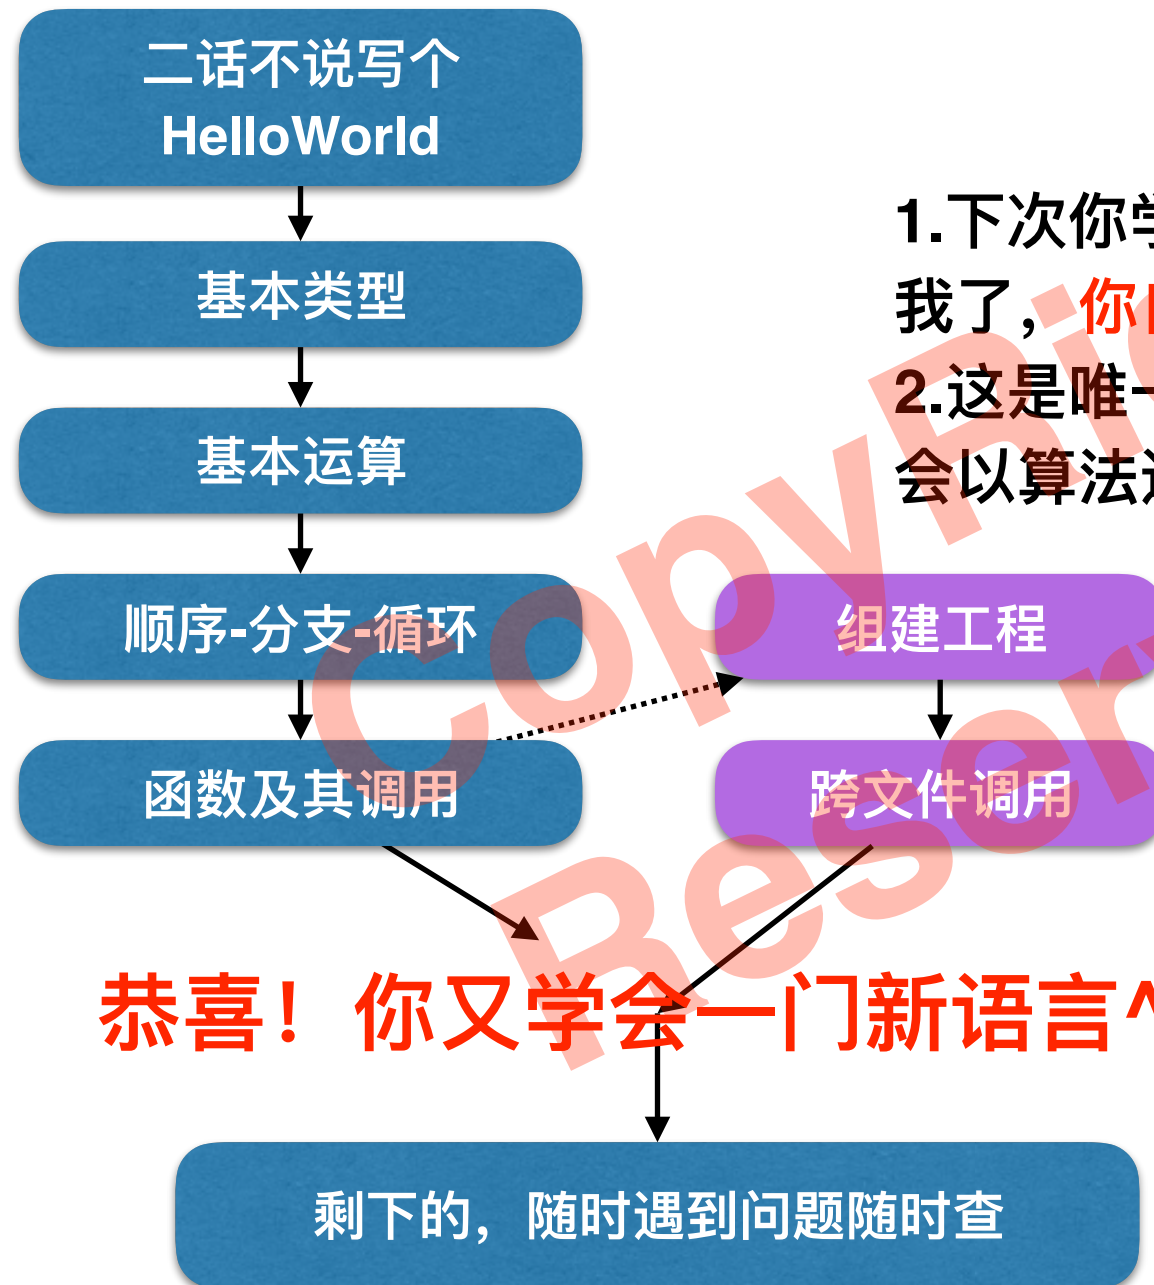 二话不说写个
HelloWorld
基本类型
基本运算
顺序-分支-循环
函数及其调用
1.下次你
我了，你
2.这是唯一
会以算法
组建工程
跨文件调用
恭喜！你又学会一门新语言^
剩下的，随时遇到问题随时查
CopyRi
Reser